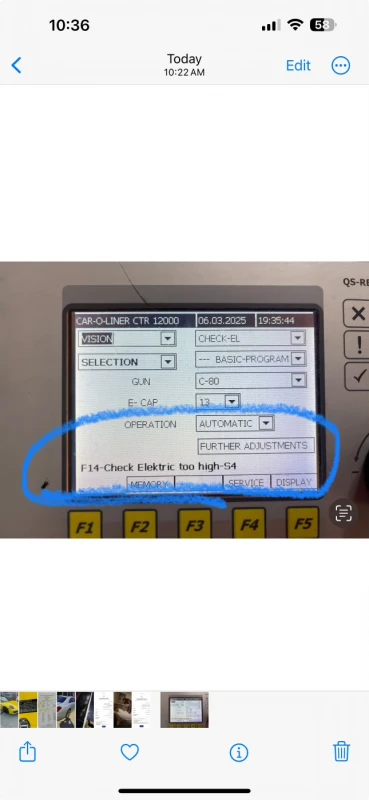 10:36
58
Today
10:22 AM
Edit
QS-RE
CAR-O-LINER CTR 12000 06.03.2025 19:35:44
VISION CHECK-EL
SELECTION --- BASIC-PROGRAM
GUN C-80
E- CAP 13
OPERATION AUTOMATIC
FURTHER ADJUSTMENTS
F14-Check Elektric too high-S4
MEMORY SERVICE DISPLAY
F1 F2 F3 F4 F5